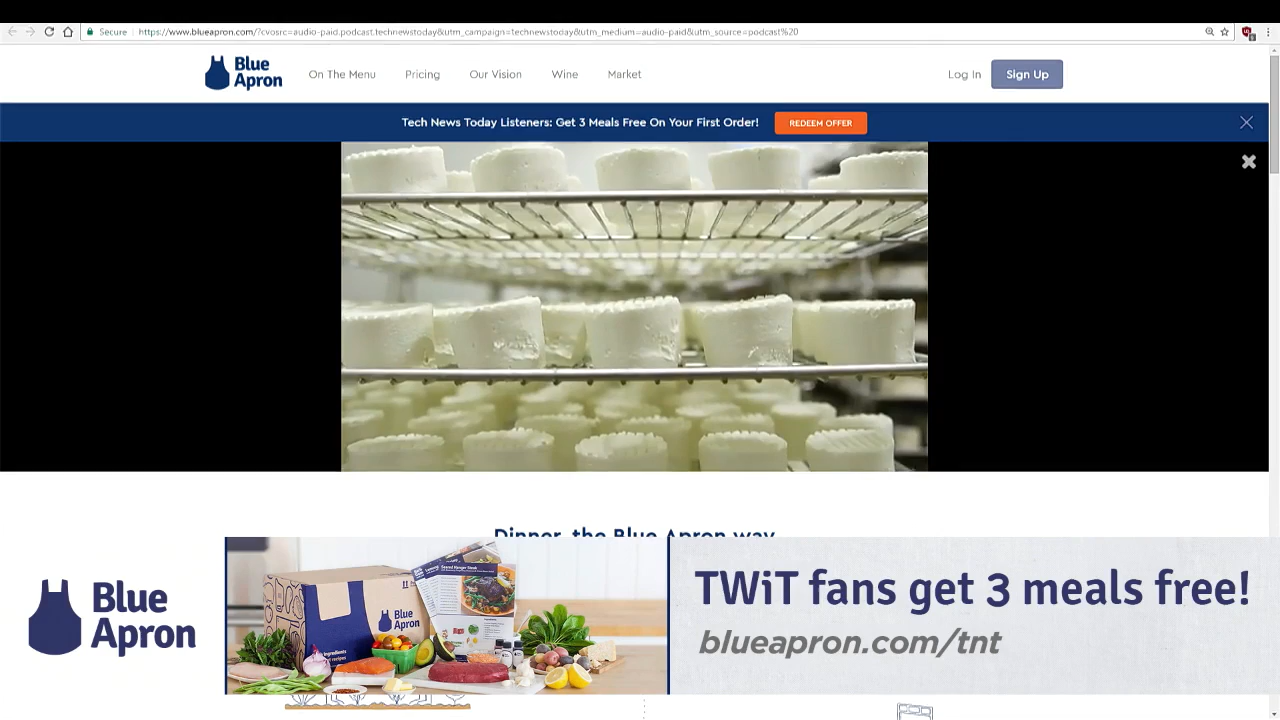 Secure
https://www.blueapron.com/?cvosrc=audio-paid.podcast.technewstoday&utm_campaign=technewstoday&utm_medium=audio-paid&utm_source=podcast%20
Blue
Apron
On The Menu
Pricing
Our Vision
Wine
Market
Log In
Sign Up
Tech News Today Listeners: Get 3 Meals Free On Your First Order!
REDEEM OFFER
Dinner, the Blue Apron way
Blue
Apron
Blue
Apron
TWiT fans get 3 meals free!
blueapron.com/tnt